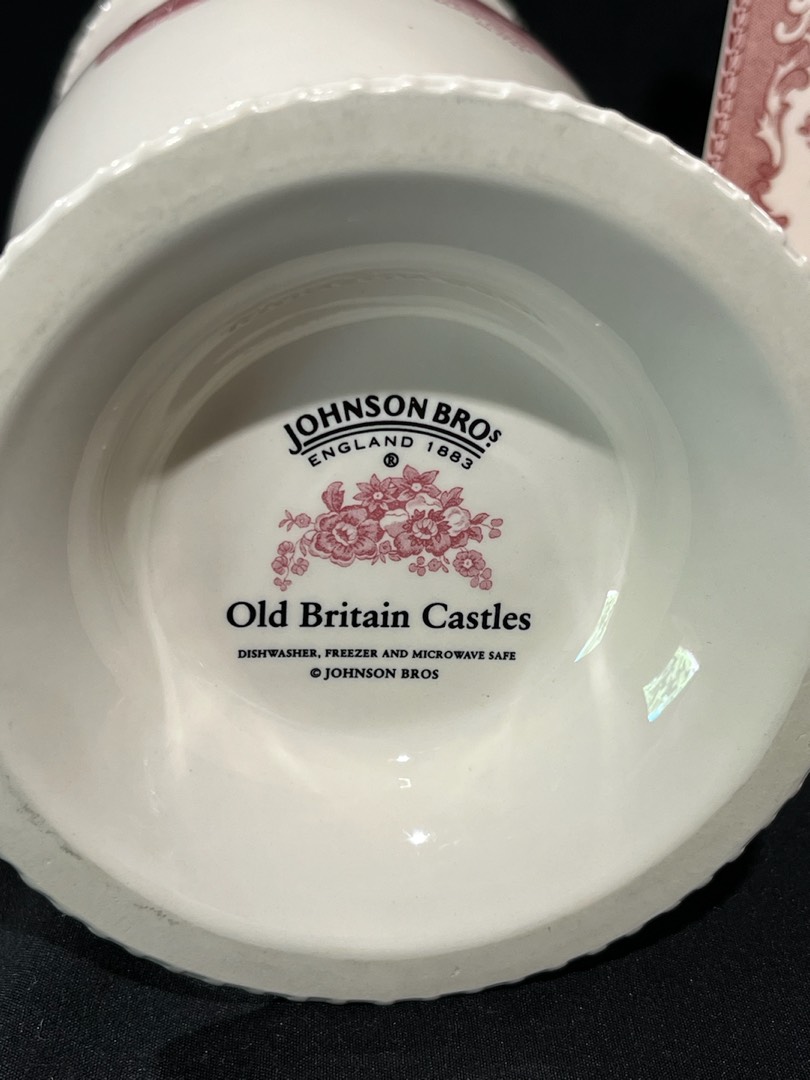 JOHNSON BROS
ENGLAND 1883
®
Old Britain Castles
DISHWASHER, FREEZER AND MICROWAVE SAFE
© JOHNSON BROS